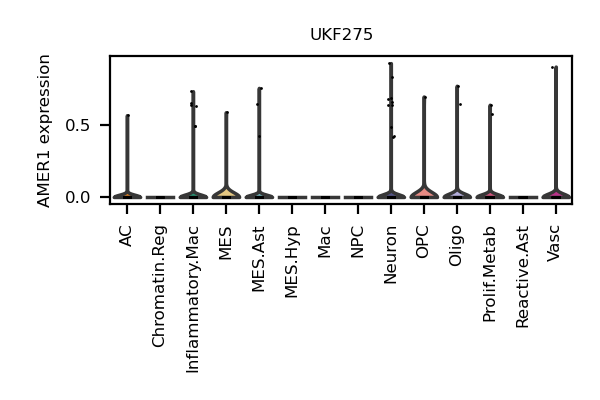 UKF275
AMER1 expression
0.5
0.0
AC
Chromatin.Reg
Inflammatory.Mac
MES
MES.Ast
MES.Hyp
Mac
NPC
Neuron
OPC
Oligo
Prolif.Metab
Reactive.Ast
Vasc